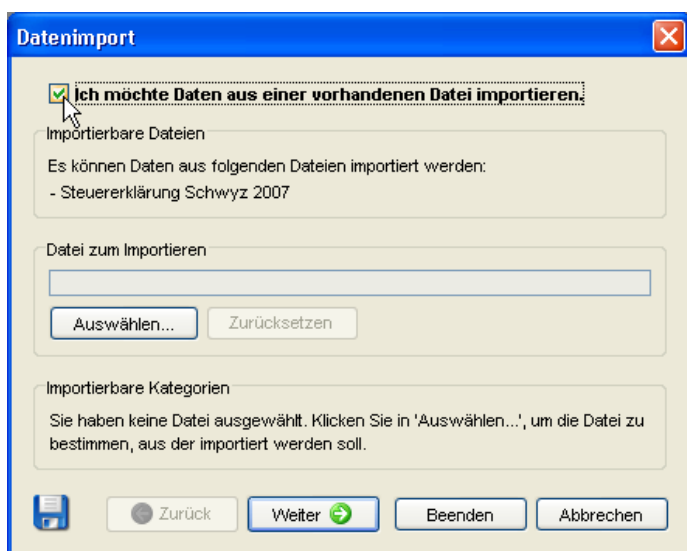 Datenimport
Ich möchte Daten aus einer vorhandenen Datei importieren.
Importierbare Dateien
Es können Daten aus folgenden Dateien importiert werden:
- Steuererklärung Schwyz 2007
Datei zum Importieren
Auswählen... Zurücksetzen
Importierbare Kategorien
Sie haben keine Datei ausgewählt. Klicken Sie in 'Auswählen...', um die Datei zu
bestimmen, aus der importiert werden soll.
Zurück Weiter Beenden Abbrechen